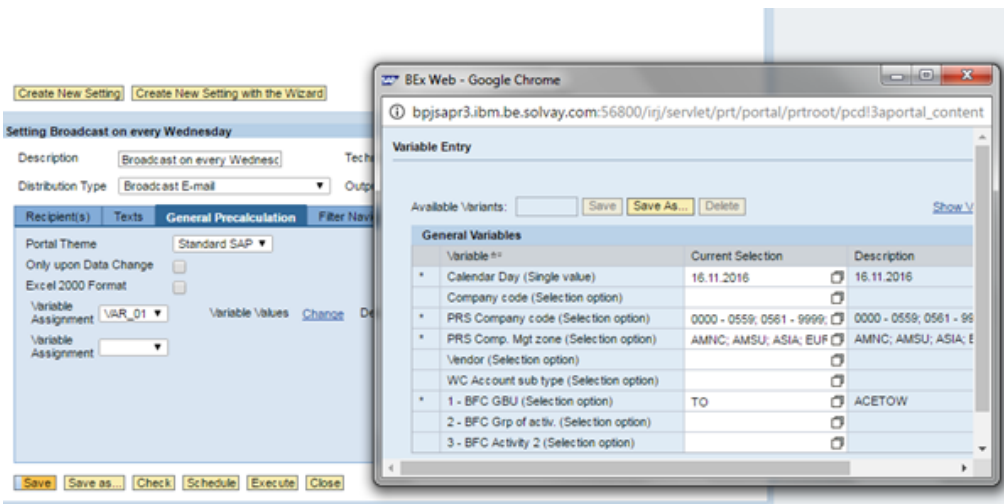 Create New Setting Create New Setting with the Wizard
Setting Broadcast on every Wednesday
Description Broadcast on every Wednesc
Distribution Type Broadcast E-mail
Recipient(s) Texts General Precalculation
Portal Theme Standard SAP
Only upon Data Change
Excel 2000 Format
Variable Assignment VAR_01 Variable Values Change
Variable Assignment
Save Save as... Check Schedule Execute Close
BEx Web - Google Chrome
bpjsapr3.ibm.be.solvay.com:56800/irj/servlet/prt/portal/prtroot/pcd!3aportal_content
Variable Entry
Available Variants: Save Save As... Delete Show V
General Variables
Variable Current Selection Description
* Calendar Day (Single value) 16.11.2016 16.11.2016
Company code (Selection option)
* PRS Company code (Selection option) 0000 - 0559; 0561 - 9999; 0000 - 0559; 0561 - 99
* PRS Comp. Mgt zone (Selection option) AMNC; AMSU; ASIA; EUF AMNC; AMSU; ASIA; E
Vendor (Selection option)
WC Account sub type (Selection option)
* 1 - BFC GBU (Selection option) TO ACETOW
2 - BFC Grp of activ. (Selection option)
3 - BFC Activity 2 (Selection option)